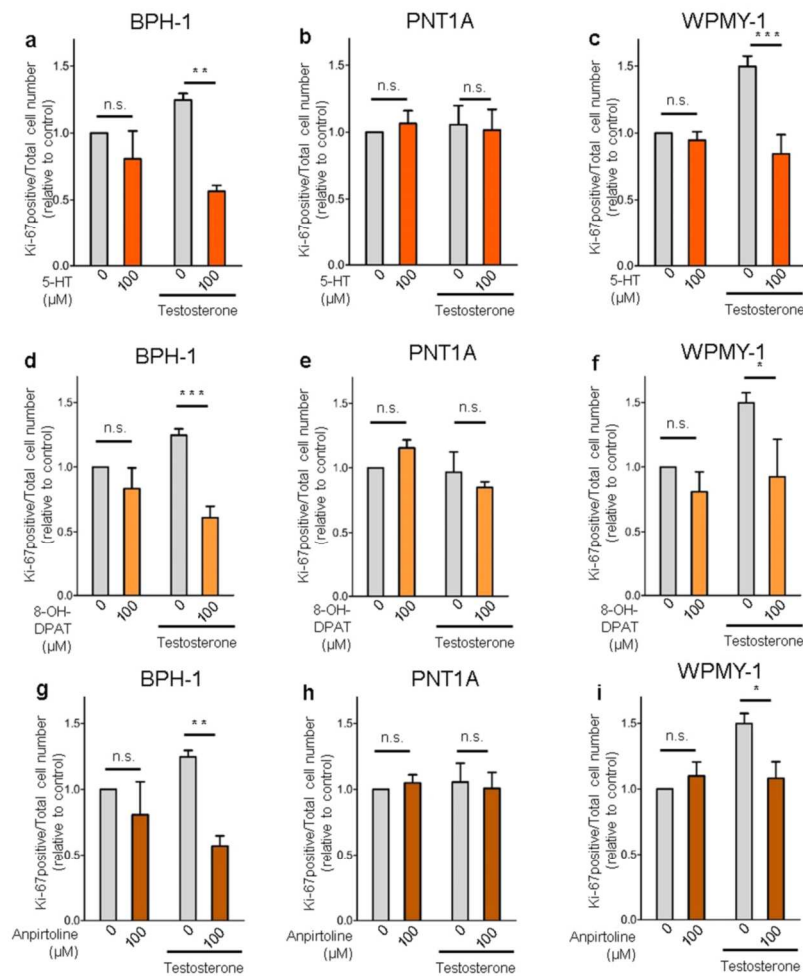 a
BPH-1
Ki-67positive/Total cell number
(relative to control)
1.5
1.0
0.5
1.0
n.s.
* *
5-HT
(µM)
0
100
0
100
Testosterone
b
PNT1A
Ki-67positive/Total cell number
(relative to control)
1.5
1.0
0.5
1.0
n.s.
n.s.
5-HT
(µM)
0
100
0
100
Testosterone
c
WPMY-1
Ki-67positive/Total cell number
(relative to control)
1.5
1.0
1.5
1.0
n.s.
* * *
5-HT
(µM)
0
100
0
100
Testosterone
d
BPH-1
Ki-67positive/Total cell number
(relative to control)
1.5
1.0
0.5
1.0
n.s.
* * *
8-OH-
DPAT
(µM)
0
100
0
100
Testosterone
e
PNT1A
Ki-67positive/Total cell number
(relative to control)
1.5
1.0
0.5
1.0
n.s.
n.s.
8-OH-
DPAT
(µM)
0
100
0
100
Testosterone
f
WPMY-1
Ki-67positive/Total cell number
(relative to control)
1.5
1.0
0.5
1.0
n.s.
*
8-OH-
DPAT
(µM)
0
100
0
100
Testosterone
g
BPH-1
Ki-67positive/Total cell number
(relative to control)
1.5
1.0
0.5
0.0
n.s.
* *
Anpirtoline
(µM)
0
100
0
100
Testosterone
h
PNT1A
Ki-67positive/Total cell number
(relative to control)
1.5
1.0
0.5
0.0
n.s.
n.s.
Anpirtoline
(µM)
0
100
0
100
Testosterone
i
WPMY-1
Ki-67positive/Total cell number
(relative to control)
1.5
1.0
0.5
0.0
n.s.
*
Anpirtoline
(µM)
0
100
0
100
Testosterone